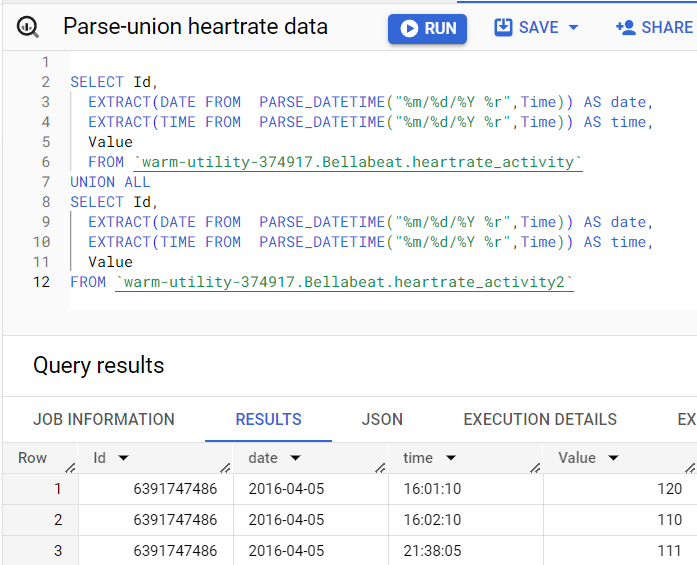 Parse-union heartrate data
RUN
SAVE
SHARE
1
2 SELECT Id,
3 EXTRACT(DATE FROM  PARSE_DATETIME("%m/%d/%Y %r",Time)) AS date,
4 EXTRACT(TIME FROM  PARSE_DATETIME("%m/%d/%Y %r",Time)) AS time,
5 Value
6 FROM `warm-utility-374917.Bellabeat.heartrate_activity`
7 UNION ALL
8 SELECT Id,
9 EXTRACT(DATE FROM  PARSE_DATETIME("%m/%d/%Y %r",Time)) AS date,
10 EXTRACT(TIME FROM  PARSE_DATETIME("%m/%d/%Y %r",Time)) AS time,
11 Value
12 FROM `warm-utility-374917.Bellabeat.heartrate_activity2`
Query results
JOB INFORMATION RESULTS JSON EXECUTION DETAILS EX
Row Id date time Value
1 6391747486 2016-04-05 16:01:10 120
2 6391747486 2016-04-05 16:02:10 110
3 6391747486 2016-04-05 21:38:05 111